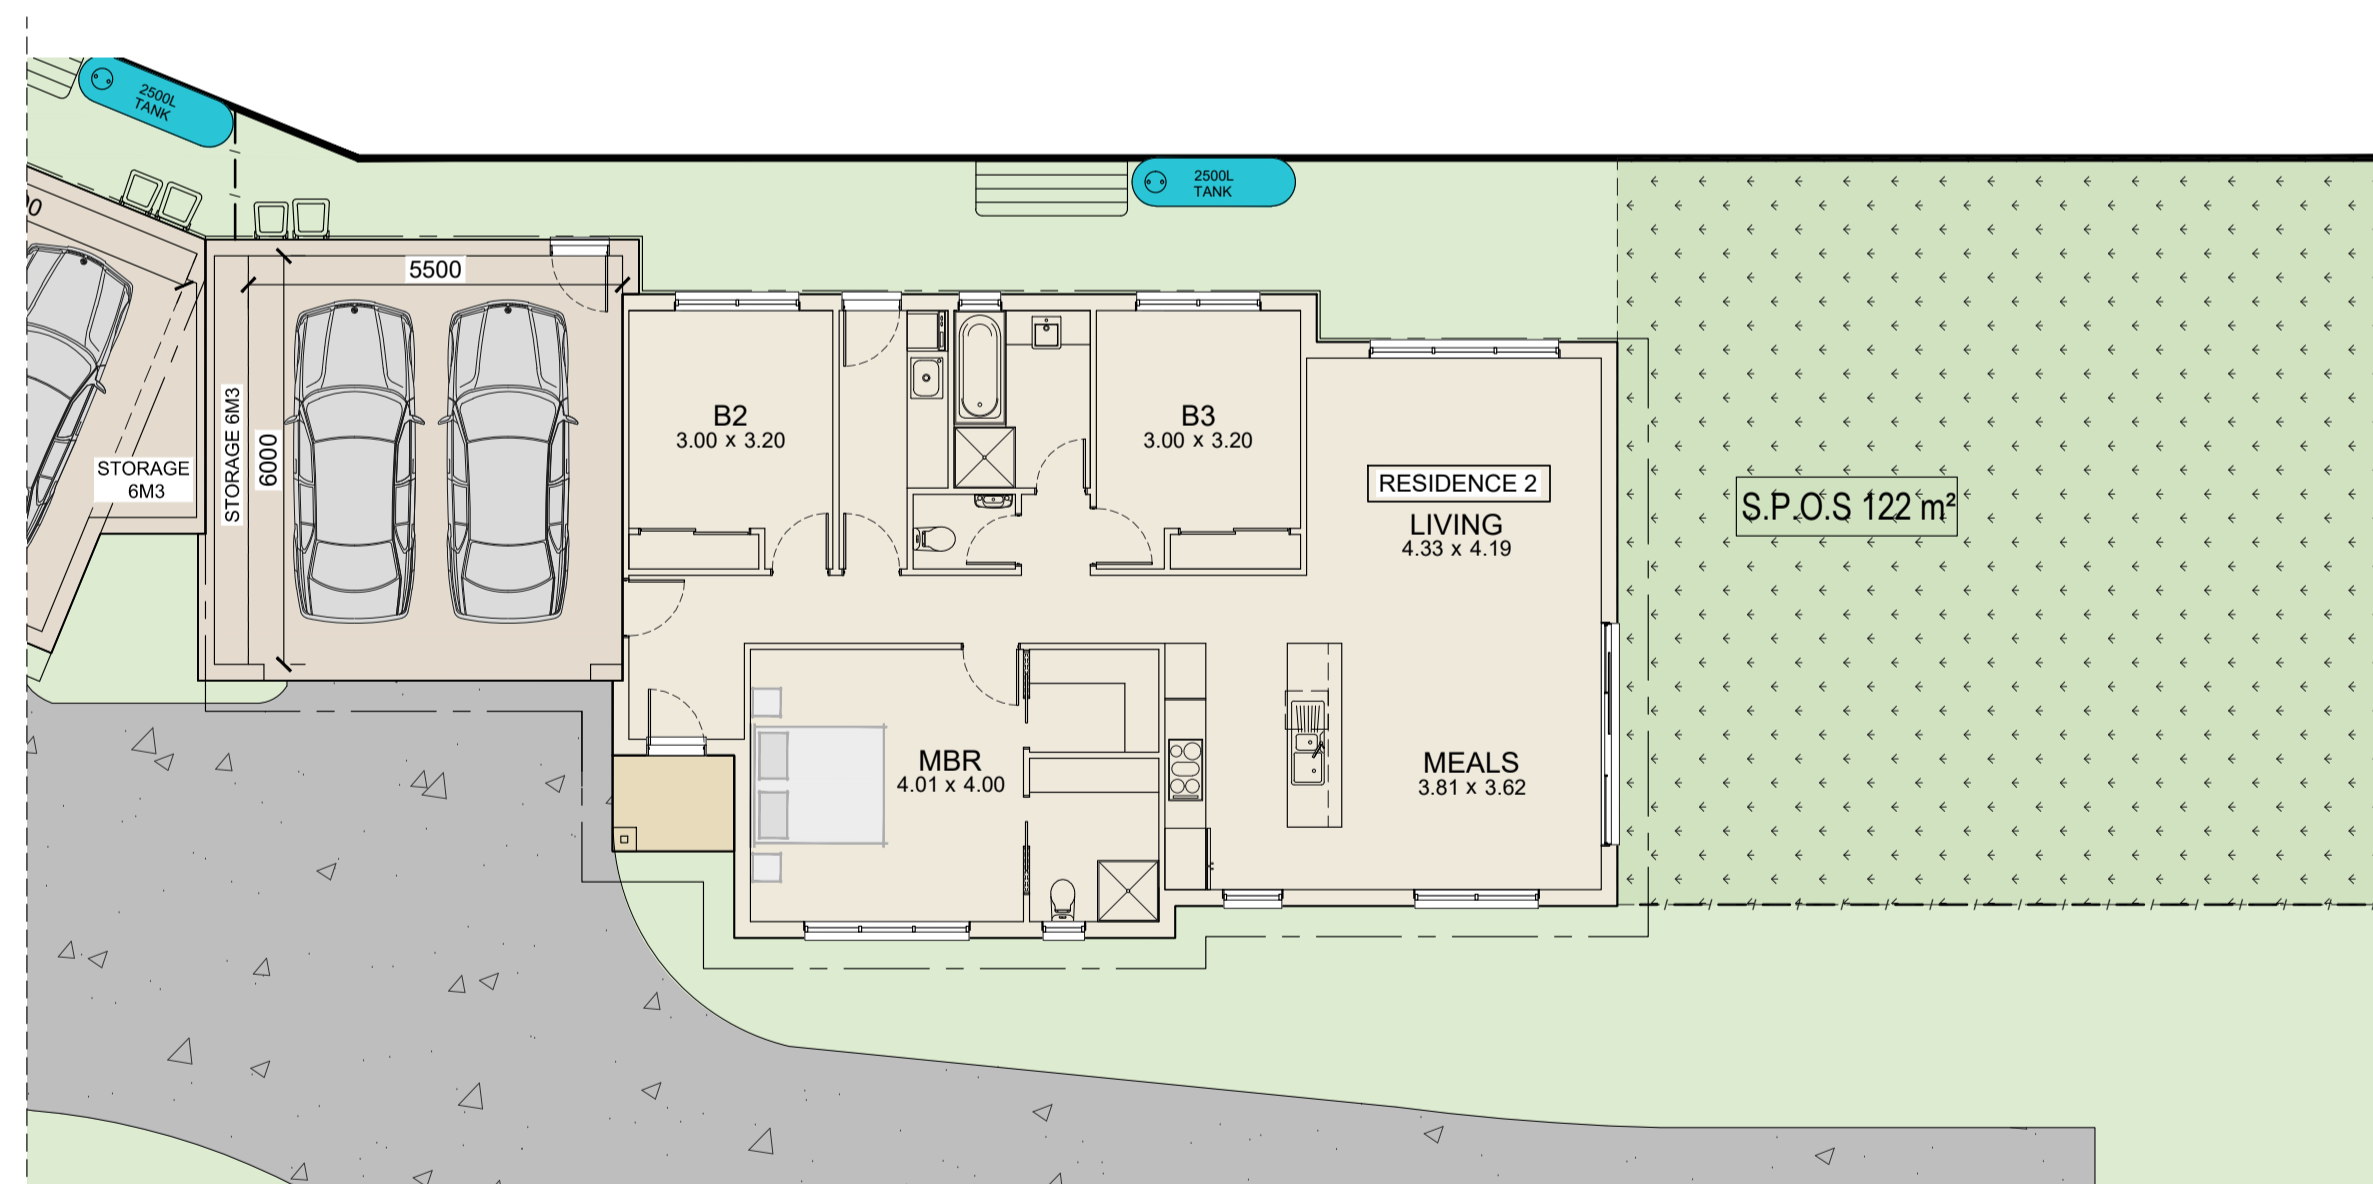 2500L
TANK
2500L
TANK
00
5500
6000
STORAGE 6M3
STORAGE
6M3
B2
3.00 x 3.20
B3
3.00 x 3.20
RESIDENCE 2
LIVING
4.33 x 4.19
S.P.O.S 122 m²
MBR
4.01 x 4.00
MEALS
3.81 x 3.62